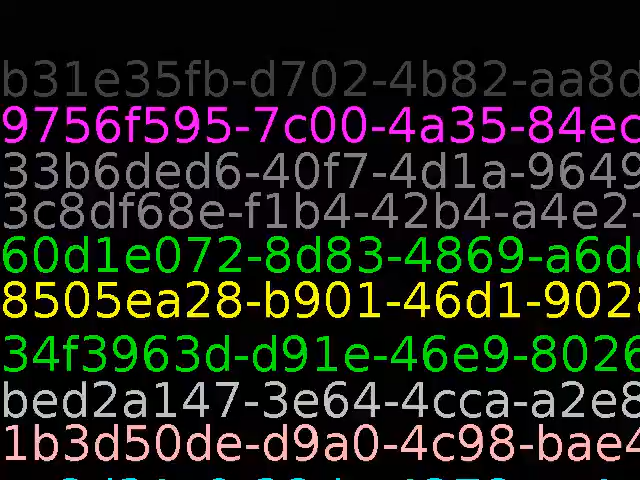 b31e35fb-d702-4b82-aa8d
9756f595-7c00-4a35-84ec
33b6ded6-40f7-4d1a-9649
3c8df68e-f1b4-42b4-a4e2-
60d1e072-8d83-4869-a6d
8505ea28-b901-46d1-9028
34f3963d-d91e-46e9-8026
bed2a147-3e64-4cca-a2e8
1b3d50de-d9a0-4c98-bae4